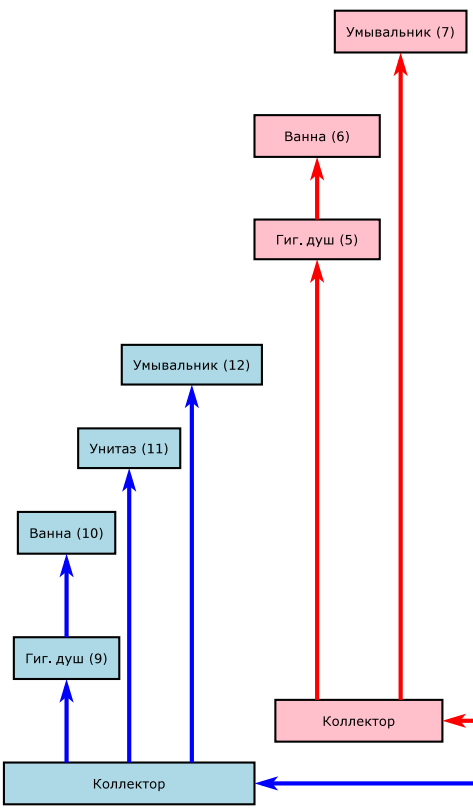 Умывальник (7)
Ванна (6)
Гиг. душ (5)
Умывальник (12)
Унитаз (11)
Ванна (10)
Гиг. душ (9)
Коллектор
Коллектор